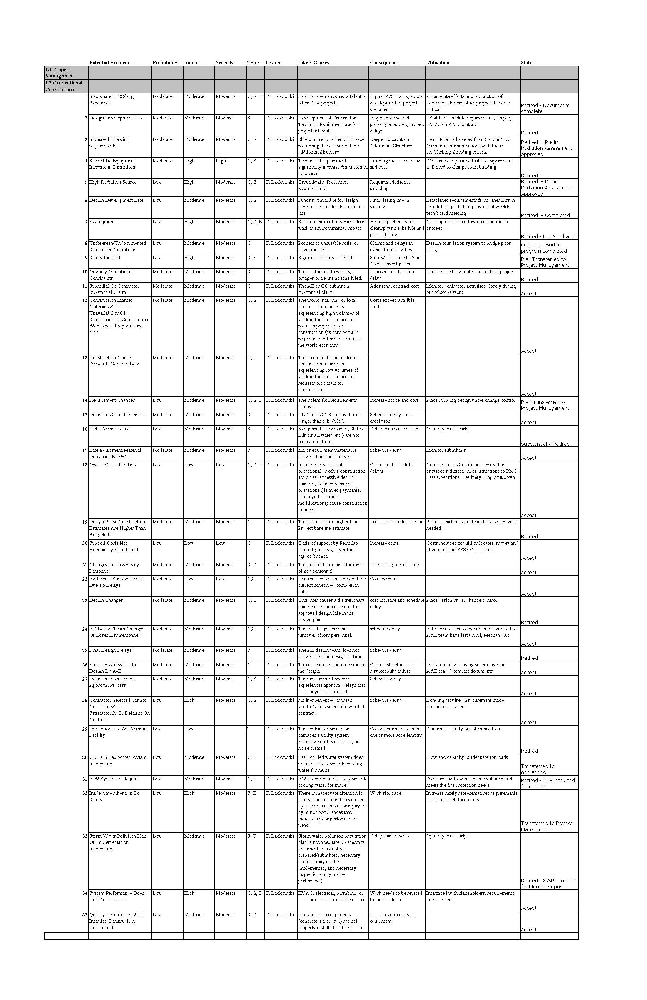 Potential Problem Probability Impact Severity Type Owner Likely Causes Consequence Mitigation Status
1.1 Project
Management
1.3 Conventional
Construction
1 Inadiquate FESS/Eng Moderate Moderate Moderate C, S, T T. Lackowski Lab management directs talent to Higher A&E costs, slower Accellerate efforts and production of
Resources other FRA projects development of project documents before other projects become
documents critical
Retired - Documents
complete
2 Design Development Late Moderate Moderate Moderate S T. Lackowski Development of Criteria for Project reviews not EStablish schedule requirements; Employ
Technical Equipment late for properly executed, project EVMS on A&E contract
project schedule delays
Retired
3 Increased shielding Moderate Moderate Moderate C, E T. Lackowski Shielding requirements increase Deeper Excavation / Beam Energy lowered from 25 to 8 MW.
requirements requireing deeper excavation/ Additional Structure Maintain communications with those
additional Structure establishing shielding criteria
Retired - Prelim
Radiation Assessment
Approved
4 Scienctific Equipment Moderate High High C, S T. Lackowski Technical Requirements Building increases in size PM has clearly stated that the experiment
Increase in Dimention significatly increase dimension of and cost will need to change to fit building
structures
Retired
5 High Radiation Source Low High Moderate C, E T. Lackowski Groundwater Protection Requires additional
Requirements shielding
Retired - Prelim
Radiation Assessment
Approved
6 Design Development Late Low Moderate Moderate C, S T. Lackowski Funds not avalible for design Final desing late in Estabished requirements from other L2's in
development or funds arrive too starting schedule; reported on progress at weekly
late tech board meeting
Retired - Completed
7 EA required Low High Moderate C, S, E T. Lackowski Site delineation finds Hazardous High impact costs for Cleanup of site to allow construction to
wast or envirornmantal impact cleanup with schedule and proceed
permit fillings
Retired - NEPA in hand
8 Unforeseen/Undocumented Low Moderate Moderate C T. Lackowski Pockets of unsuiable soils; or Claims and delays in Design foundation system to bridge poor
Subsurface Conditions large boulders excavation activities soils;
Ongoing - Boring
program completed
9 Safety Incident Low High Moderate S, E T. Lackowski Significant Injury or Death Stop Work Placed, Type
A or B investigation
Risk Transferred to
Project Management
10 Ongoing Operational Moderate Moderate Moderate S T. Lackowski The contractor does not get Imposed constrcution Utilities are bing routed around the project
Constraints outages or tie-ins as scheduled. delay
Retired
11 Submittal Of Contractor Moderate Moderate Moderate C T. Lackowski The AE or GC submits a Additional contract cost Monitor contractor activities closely during
Substantial Claim substantial claim. out of scope work
Accept
12 Construction Market - Moderate Moderate Moderate C, S T. Lackowski The world, national, or local Costs exceed avalible
Materials & Labor - construction market is funds
Unavailability Of experiencing high volumes of
Subcontractors/Construction work at the time the project
Workforce- Proposals are requests proposals for
high construction (as may occur in
response to efforts to stimulate
the world economy).
Accept
13 Construction Market - Moderate Moderate Moderate C, S T. Lackowski The world, national, or local
Proposals Come In Low construction market is
experiencing low volumes of
work at the time the project
requests proposals for
construction.
Accept
14 Requirement Changes Low Moderate Moderate C, S, T T. Lackowski The Scientific Requirements Increase scope and cost Place building design under change control
Change
Risk transferred to
Project Management
15 Delay In Critical Decisions Low Moderate Moderate S T. Lackowski CD-2 and CD-3 approval takes Schedule delay, cost
longer than scheduled. escalation
Accept
16 Field Permit Delays Low Moderate Moderate S T. Lackowski Key permits (dig permit, State of Delay constrcution start Obtain permits early
Illinois air/water, etc.) are not
received in time.
Substantially Retired
17 Late Equipment/Material Moderate Moderate Moderate S T. Lackowski Major equipment/material is Schedule delay Monitor submittals
Deliveries By GC delivered late or damaged.
Accept
18 Owner-Caused Delays Low Low Low C, S, T T. Lackowski Interferences from site Claims and schedule Comment and Compliance review has
operational or other construction delays provided notification, presentations to PMG,
activities; excessive design Fess Operations. Delivery Ring shut down.
changes; delayed business
operations (delayed payments,
prolonged contract
modifications) cause construction
impacts.
Accept
19 Design Phase Construction Moderate Moderate Moderate C T. Lackowski The estimates are higher than Will need to reduce scope Perform early eastimate and revise design if
Estimates Are Higher Than Project baseline estimate. needed
Budgeted
Retired
20 Support Costs Not Low Low Low C T. Lackowski Costs of support by Fermilab Increase costs Costs included for utility locates, survey and
Adequately Established support groups go over the alignment and FESS Operations
agreed budget.
Accept
21 Changes Or Losses Key Moderate Moderate Moderate S, T T. Lackowski The project team has a turnover Loose design continuity
Personnel of key personnel.
Accept
22 Additional Support Costs Moderate Low Low C,S T. Lackowski Construction extends beyond the Cost overrun
Due To Delays current scheduled completion
date.
Accept
23 Design Changes Moderate Moderate Moderate C, T T. Lackowski Customer causes a discretionary cost increase and schedule Place design under change control
change or enhancement in the delay
approved design late in the
design phase.
Retired
24 AE Design Team Changes Moderate Moderate Moderate C,S T. Lackowski The AE design team has a schedule delay After completion of documents some of the
Or Loses Key Personnel turnover of key personnel. A&E team have left (Civil, Mechanical)
Accept
25 Final Design Delayed Moderate Moderate Moderate S T. Lackowski The AE design team does not Schedule delay
deliver the final design on time.
Retired
26 Errors & Omissions In Moderate Moderate Moderate C T. Lackowski There are errors and omissions in Claims, structural or Design reviewed using several avenues;
Design By A-E the design. serviceablity failure A&E sealed contract documents
Accept
27 Delay In Procurement Moderate Moderate Moderate C, S T. Lackowski The procurement process Schedule delay
Approval Process experiences approval delays that
take longer than normal.
Accept
28 Contractor Selected Cannot Low High Moderate C, S T. Lackowski An inexperienced or weak Schedule delay Bonding required, Procurement made
Complete Work vendor/sub is selected (award of finacial assessment
Satisfactorily Or Defaults On contract).
Contract
Accept
29 Disruptions To An Fermilab Low Low T T. Lackowski The contractor breaks or Could terminate beam in Plan routes utility out of excavation
Facility damages a utility system. one or more accellerators
Excessive dust, vibrations, or
noise created.
Retired
30 CUB Chilled Water System Low Moderate Moderate C, T T. Lackowski CUB chilled water system does Flow and capacity is adequate for loads.
Inadequate not adequately provide cooling
water for mu2e.
Transferred to
operations
31 ICW System Inadequate Low Moderate Moderate C, T T. Lackowski ICW does not adequately provide Pressure and flow has been evaluated and
cooling water for mu2e. meets the fire protection needs
Retired - ICW not used
for cooling
32 Inadequate Attention To Low High Moderate S, E T. Lackowski There is inadequate attention to Work stoppage Increase safety representatives requirements
Safety safety (such as may be evidenced in subcontract documents
by a serious accident or injury, or
by minor occurrences that
indicate a poor performance
trend).
Transferred to Project
Management
33 Storm Water Pollution Plan Low Moderate Moderate S, T T. Lackowski Storm water pollution prevention Delay start of work Optain permit early
Or Implementation plan is not adequate. (Necessary
Inadequate documents may not be
prepared/submitted, necessary
controls may not be
implemented, and necessary
inspections may not be
performed.)
Retired - SWPPP on file
for Muon Campus
34 System Performance Does Low High Moderate C, S, T T. Lackowski HVAC, electrical, plumbing, or Work needs to be revised Interfaced with stakeholders, requirements
Not Meet Criteria structural do not meet the criteria. to meet criteria documented
Accept
35 Quality Deficiencies With Low Moderate Moderate S, T T. Lackowski Construction components Less funvctionality of
Installed Construction (concrete, rebar, etc.) are not equipment
Components properly installed and inspected.
Accept